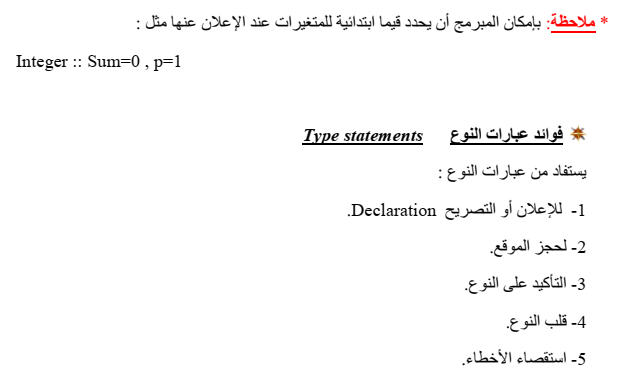 * ملاحظة: بإمكان المبرمج أن يحدد قيما ابتدائية للمتغيرات عند الإعلان عنها مثل :
Integer :: Sum=0 , p=1
فوائد عبارات النوع Type statements
يستفاد من عبارات النوع :
1- للإعلان أو التصريح Declaration.
2- لحجز الموقع.
3- التأكيد على النوع.
4- قلب النوع.
5- استقصاء الأخطاء.